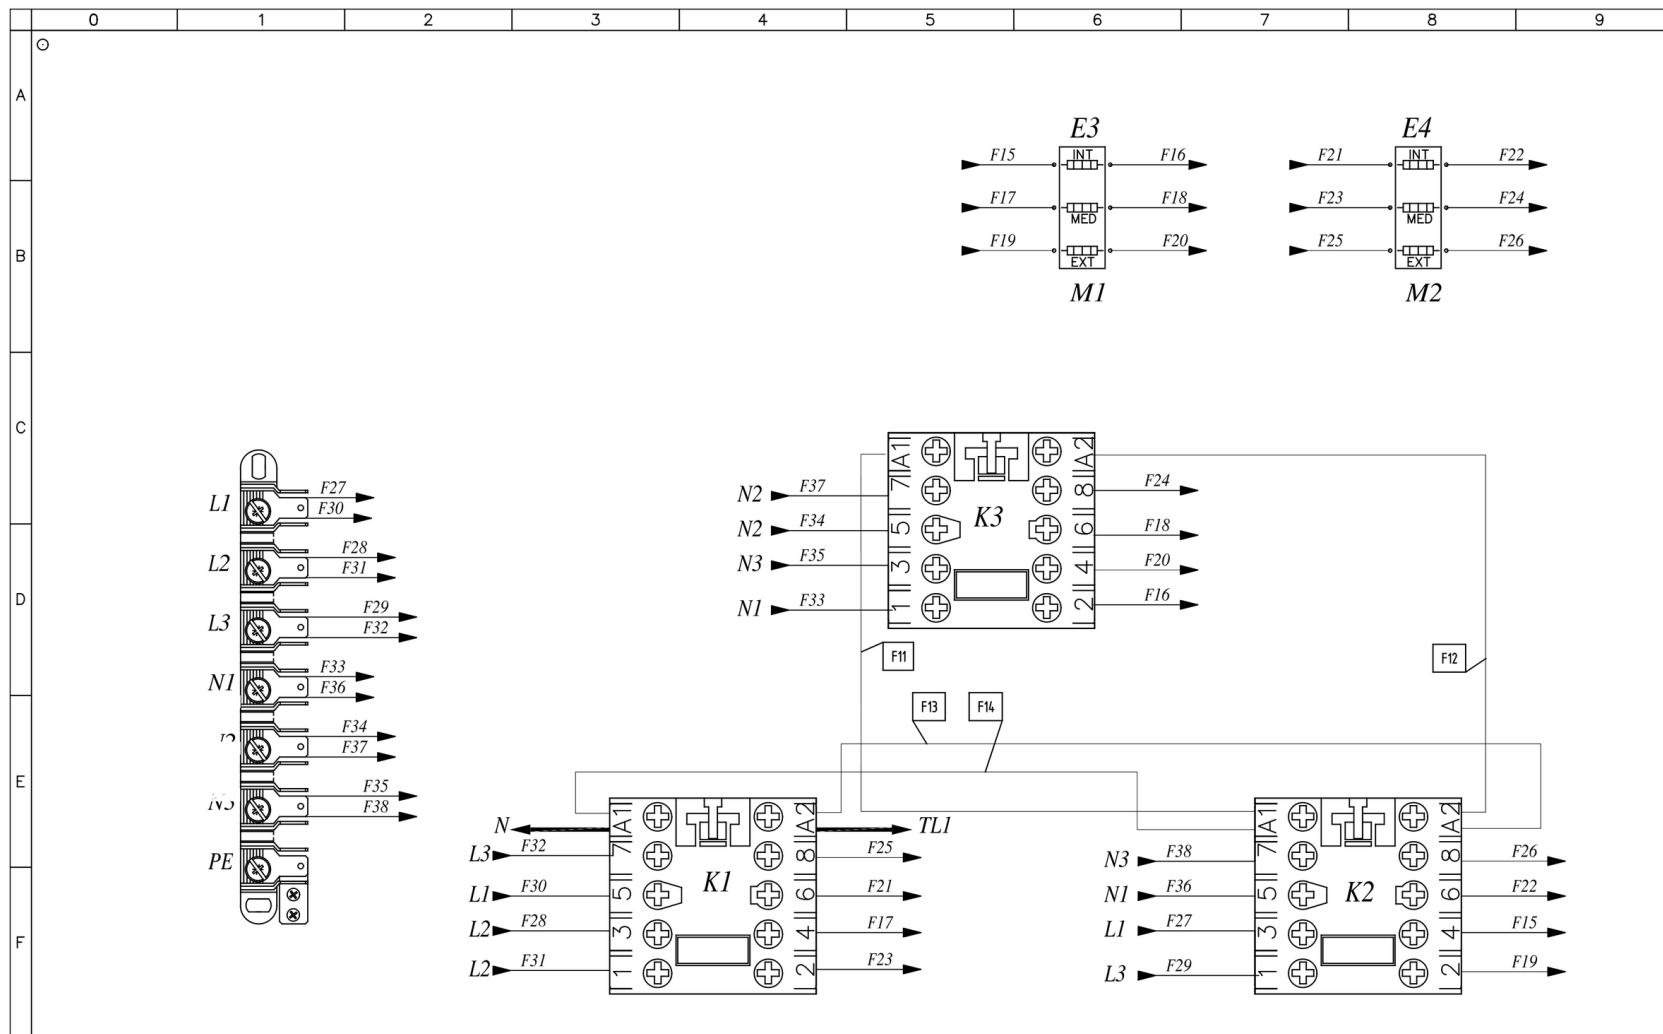 0 1 2 3 4 5 6 7 8 9
A
E3 E4
F15 INT F16 F21 INT F22
F17 MED F18 F23 MED F24
B
F19 EXT F20 F25 EXT F26
M1 M2
C
A1 A2
N2 F37 7 8 F24
N2 F34 5 K3 6 F18
N3 F35 3 4 F20
N1 F33 1 2 F16
L1 F27
F30
L2 F28
F31
D
L3 F29
F32
F11 F12
N1 F33
F36
F13 F14
F34
F37
E
F35
F38
N A1 A2 TL1 A1 A2
L3 F32 7 8 F25 N3 F38 7 8 F26
PE
L1 F30 5 K1 6 F21 N1 F36 5 K2 6 F22
L2 F28 3 4 F17 L1 F27 3 4 F15
F
L2 F31 1 2 F23 L3 F29 1 2 F19